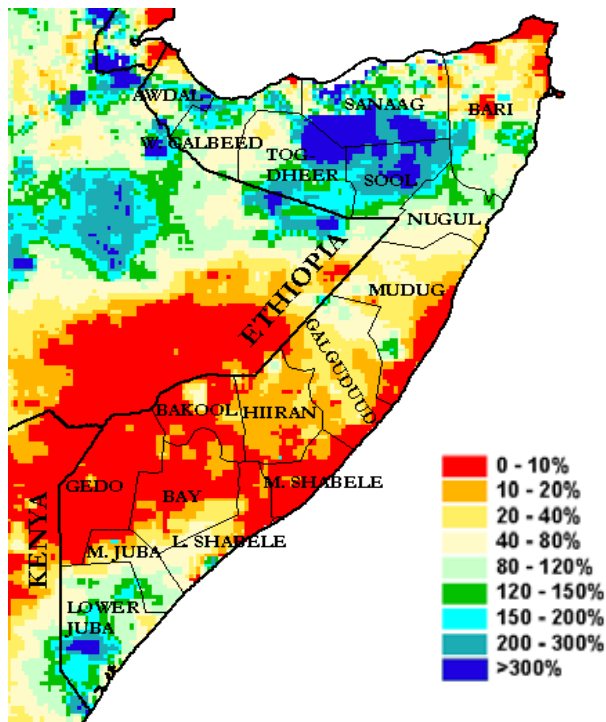 AWDAL
SANAAG
BARI
W. GALBEED
TOG-
DHEER
SOOL
NUGUL
ETHIOPIA
MUDUG
GALGUDUUD
BAKOOL
HIIRAN
GEDO
BAY
M. SHABELE
KENYA
M. JUBA
L. SHABELE
LOWER
JUBA
0 - 10%
10 - 20%
20 - 40%
40 - 80%
80 - 120%
120 - 150%
150 - 200%
200 - 300%
>300%